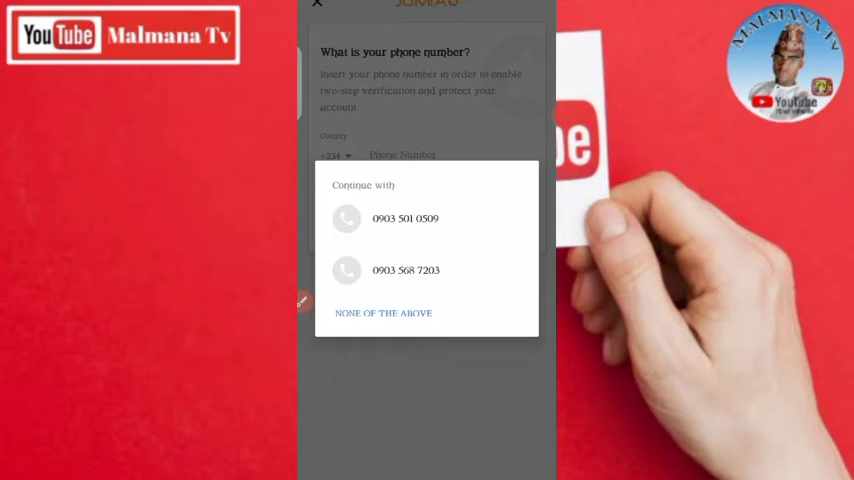 YouTube Malmana Tv
JUMIA
What is your phone number?
Insert your phone number in order to enable
two-step verification and protect your
account.
Country
+234 Phone Number
Continue with
0903 501 0509
0903 568 7203
NONE OF THE ABOVE
MALMANA TV
YouTube
be